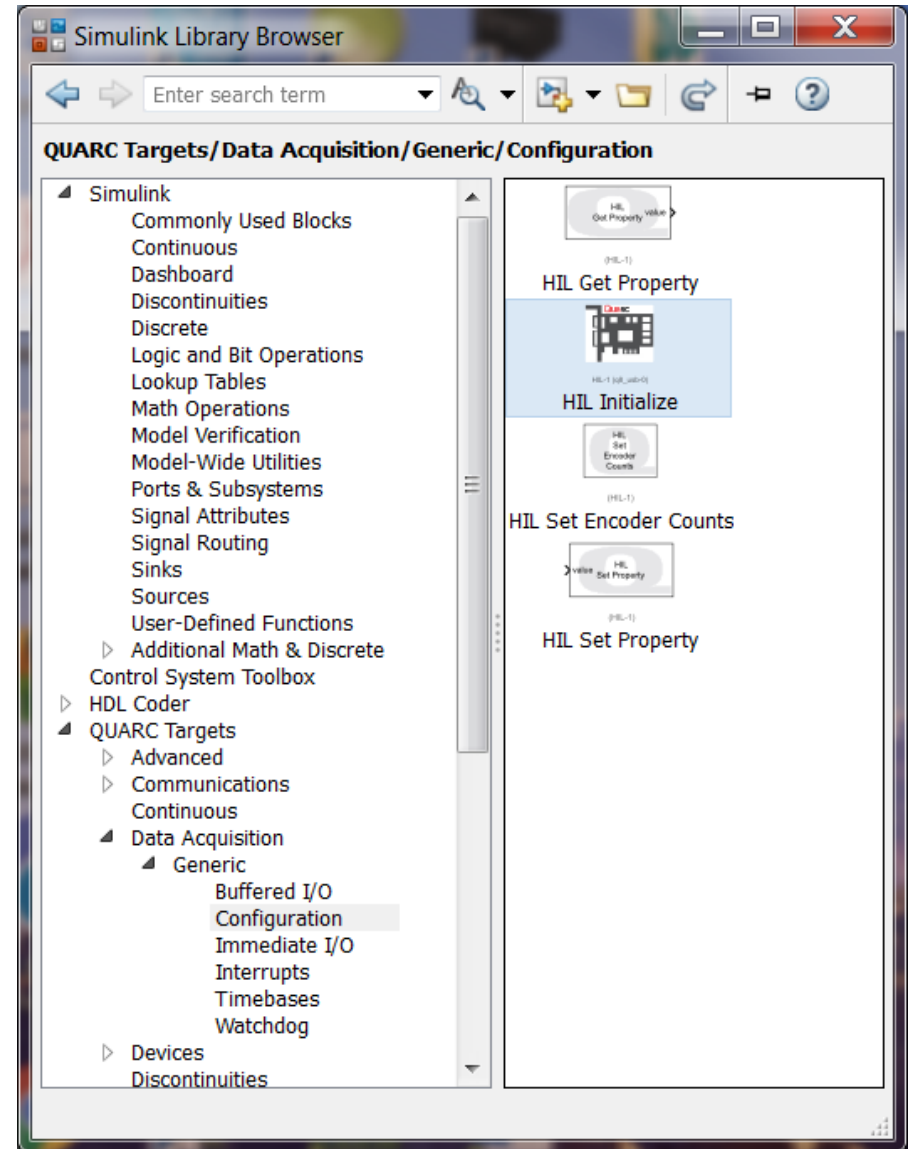 Simulink Library Browser
Enter search term
QUARC Targets/Data Acquisition/Generic/Configuration
Simulink
Commonly Used Blocks
Continuous
Dashboard
Discontinuities
Discrete
Logic and Bit Operations
Lookup Tables
Math Operations
Model Verification
Model-Wide Utilities
Ports & Subsystems
Signal Attributes
Signal Routing
Sinks
Sources
User-Defined Functions
Additional Math & Discrete
Control System Toolbox
HDL Coder
QUARC Targets
Advanced
Communications
Continuous
Data Acquisition
Generic
Buffered I/O
Configuration
Immediate I/O
Interrupts
Timebases
Watchdog
Devices
Discontinuities
HIL
Get Property value
(HIL-1)
HIL Get Property
QUARC
HIL-1 (q8_usb-0)
HIL Initialize
HIL
Set
Encoder
Counts
(HIL-1)
HIL Set Encoder Counts
value HIL
Set Property
(HIL-1)
HIL Set Property